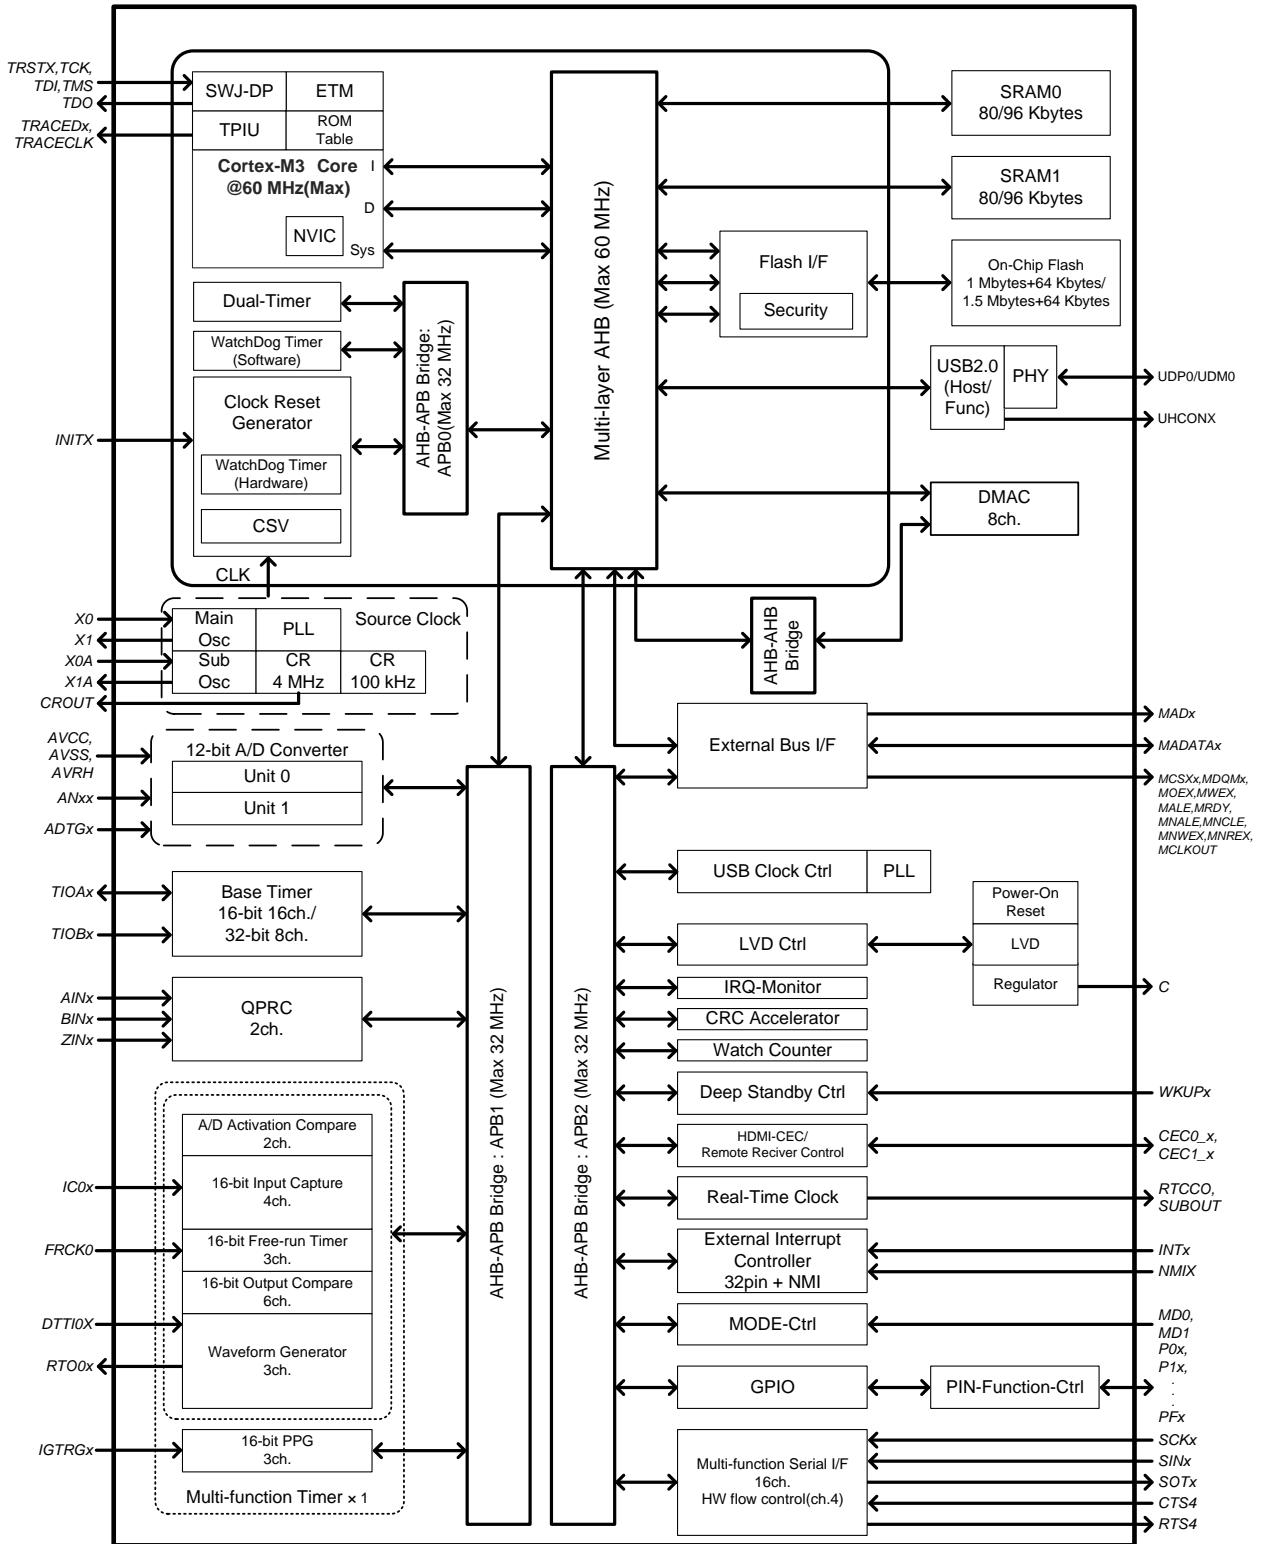 TRSTX,TCK,
TDI,TMS
TDO
TRACEDx,
TRACECLK
SWJ-DP
ETM
TPIU
ROM
Table
Cortex-M3 Core
@60 MHz(Max)
I
D
Sys
NVIC
Dual-Timer
WatchDog Timer
(Software)
Clock Reset
Generator
WatchDog Timer
(Hardware)
CSV
INITX
CLK
AHB-APB Bridge:
APB0(Max 32 MHz)
Multi-layer AHB (Max 60 MHz)
SRAM0
80/96 Kbytes
SRAM1
80/96 Kbytes
Flash I/F
Security
On-Chip Flash
1 Mbytes+64 Kbytes/
1.5 Mbytes+64 Kbytes
USB2.0
(Host/
Func)
PHY
UDP0/UDM0
UHCONX
DMAC
8ch.
AHB-AHB
Bridge
X0
X1
X0A
X1A
CROUT
Main
Osc
PLL
Source Clock
Sub
Osc
CR
4 MHz
CR
100 kHz
AVCC,
AVSS,
AVRH
ANxx
ADTGx
12-bit A/D Converter
Unit 0
Unit 1
TIOAx
TIOBx
Base Timer
16-bit 16ch./
32-bit 8ch.
AINx
BINx
ZINx
QPRC
2ch.
A/D Activation Compare
2ch.
IC0x
16-bit Input Capture
4ch.
FRCK0
16-bit Free-run Timer
3ch.
16-bit Output Compare
6ch.
DTTI0X
RTO0x
Waveform Generator
3ch.
IGTRGx
16-bit PPG
3ch.
Multi-function Timer × 1
AHB-APB Bridge : APB1 (Max 32 MHz)
AHB-APB Bridge : APB2 (Max 32 MHz)
External Bus I/F
MADx
MADATAx
MCSXx,MDQMx,
MOEX,MWEX,
MALE,MRDY,
MNALE,MNCLE,
MNWEX,MNREX,
MCLKOUT
USB Clock Ctrl
PLL
Power-On
Reset
LVD
Regulator
LVD Ctrl
C
IRQ-Monitor
CRC Accelerator
Watch Counter
Deep Standby Ctrl
WKUPx
HDMI-CEC/
Remote Reciver Control
CEC0_x,
CEC1_x
Real-Time Clock
RTCCO,
SUBOUT
External Interrupt
Controller
32pin + NMI
INTx
NMIX
MODE-Ctrl
MD0,
MD1
GPIO
PIN-Function-Ctrl
P0x,
P1x,
.
.
PFx
Multi-function Serial I/F
16ch.
HW flow control(ch.4)
SCKx
SINx
SOTx
CTS4
RTS4